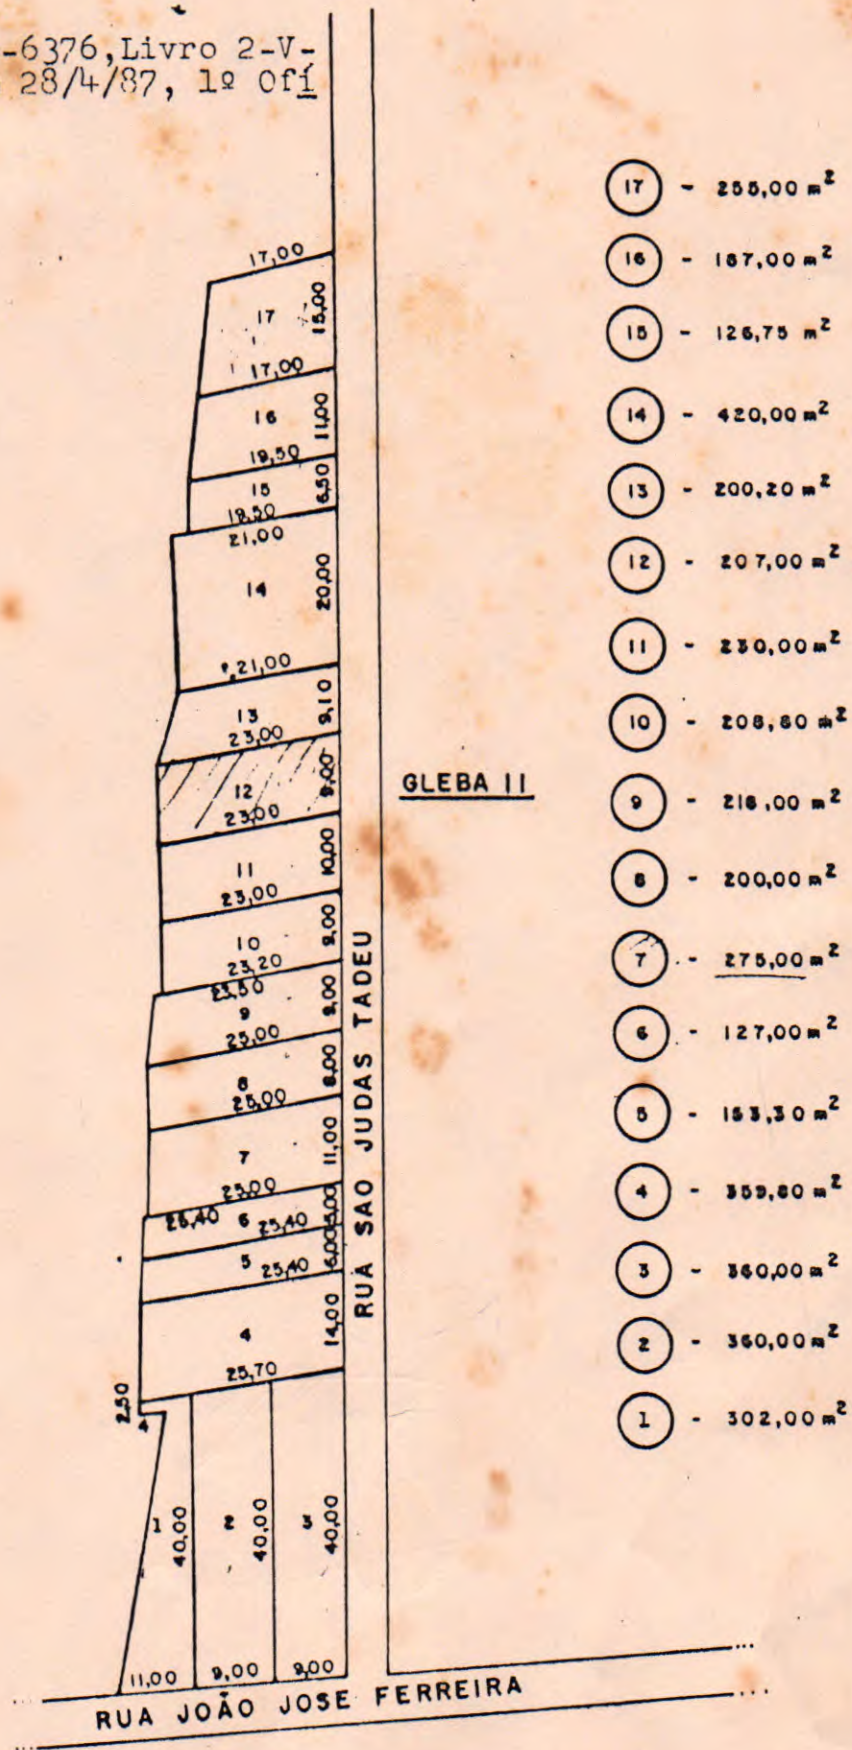 -6376, Livro 2-V-
28/4/87, 1º Ofí
17,00
17
15,00
17,00
16
11,00
19,50
15
6,50
19,50
21,00
14
20,00
21,00
13
9,10
23,00
12
9,00
23,00
11
10,00
23,00
10
9,00
23,20
23,50
9
9,00
25,00
8
8,00
25,00
7
11,00
25,00
25,40
6
5,00
25,40
5
6,00
25,40
4
14,00
25,70
2,50
4
1
40,00
2
40,00
3
40,00
11,00
9,00
9,00
RUA SAO JUDAS TADEU
RUA JOÃO JOSE FERREIRA
GLEBA II
17 - 255,00 m²
16 - 187,00 m²
15 - 126,75 m²
14 - 420,00 m²
13 - 200,20 m²
12 - 207,00 m²
11 - 230,00 m²
10 - 208,80 m²
9 - 218,00 m²
8 - 200,00 m²
7 - 275,00 m²
6 - 127,00 m²
5 - 153,30 m²
4 - 359,80 m²
3 - 360,00 m²
2 - 360,00 m²
1 - 302,00 m²